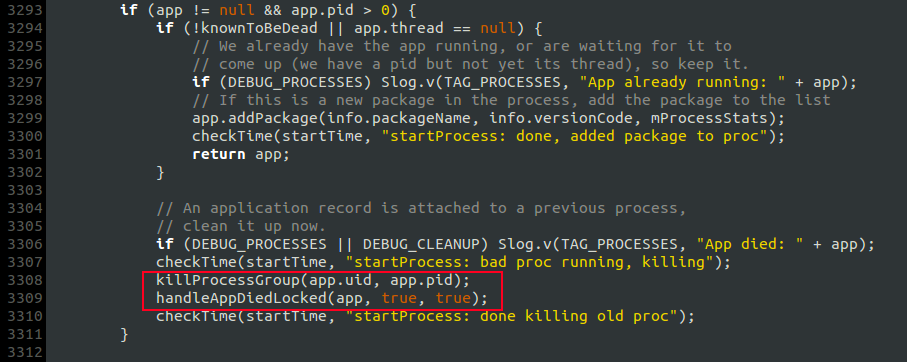 3293 if (app != null && app.pid > 0) {
3294 if (!knownToBeDead || app.thread == null) {
3295 // We already have the app running, or are waiting for it to
3296 // come up (we have a pid but not yet its thread), so keep it.
3297 if (DEBUG_PROCESSES) Slog.v(TAG_PROCESSES, "App already running: " + app);
3298 // If this is a new package in the process, add the package to the list
3299 app.addPackage(info.packageName, info.versionCode, mProcessStats);
3300 checkTime(startTime, "startProcess: done, added package to proc");
3301 return app;
3302 }
3303
3304 // An application record is attached to a previous process,
3305 // clean it up now.
3306 if (DEBUG_PROCESSES || DEBUG_CLEANUP) Slog.v(TAG_PROCESSES, "App died: " + app);
3307 checkTime(startTime, "startProcess: bad proc running, killing");
3308 killProcessGroup(app.uid, app.pid);
3309 handleAppDiedLocked(app, true, true);
3310 checkTime(startTime, "startProcess: done killing old proc");
3311 }
3312